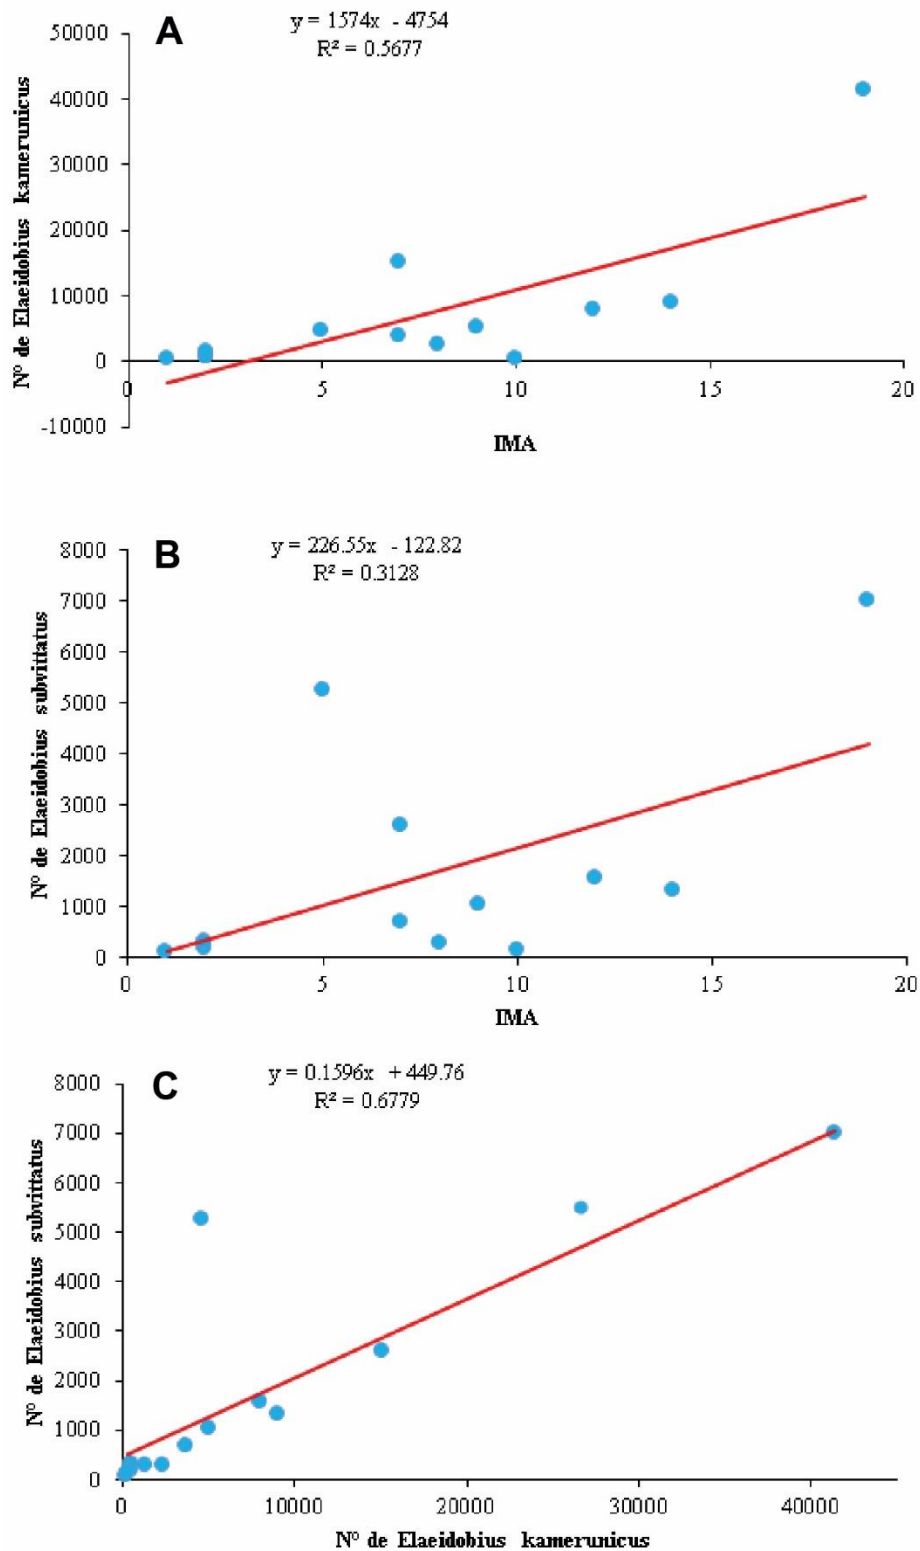 A
y = 1574x - 4754
R² = 0.5677
50000
40000
30000
20000
10000
0
-10000
Nº de Elaeidobius kamerunicus
0 5 10 15 20
IMA
B
y = 226.55x - 122.82
R² = 0.3128
8000
7000
6000
5000
4000
3000
2000
1000
0
Nº de Elaeidobius subvittatus
0 5 10 15 20
IMA
C
y = 0.1596x + 449.76
R² = 0.6779
8000
7000
6000
5000
4000
3000
2000
1000
0
Nº de Elaeidobius subvittatus
0 10000 20000 30000 40000
Nº de Elaeidobius kamerunicus